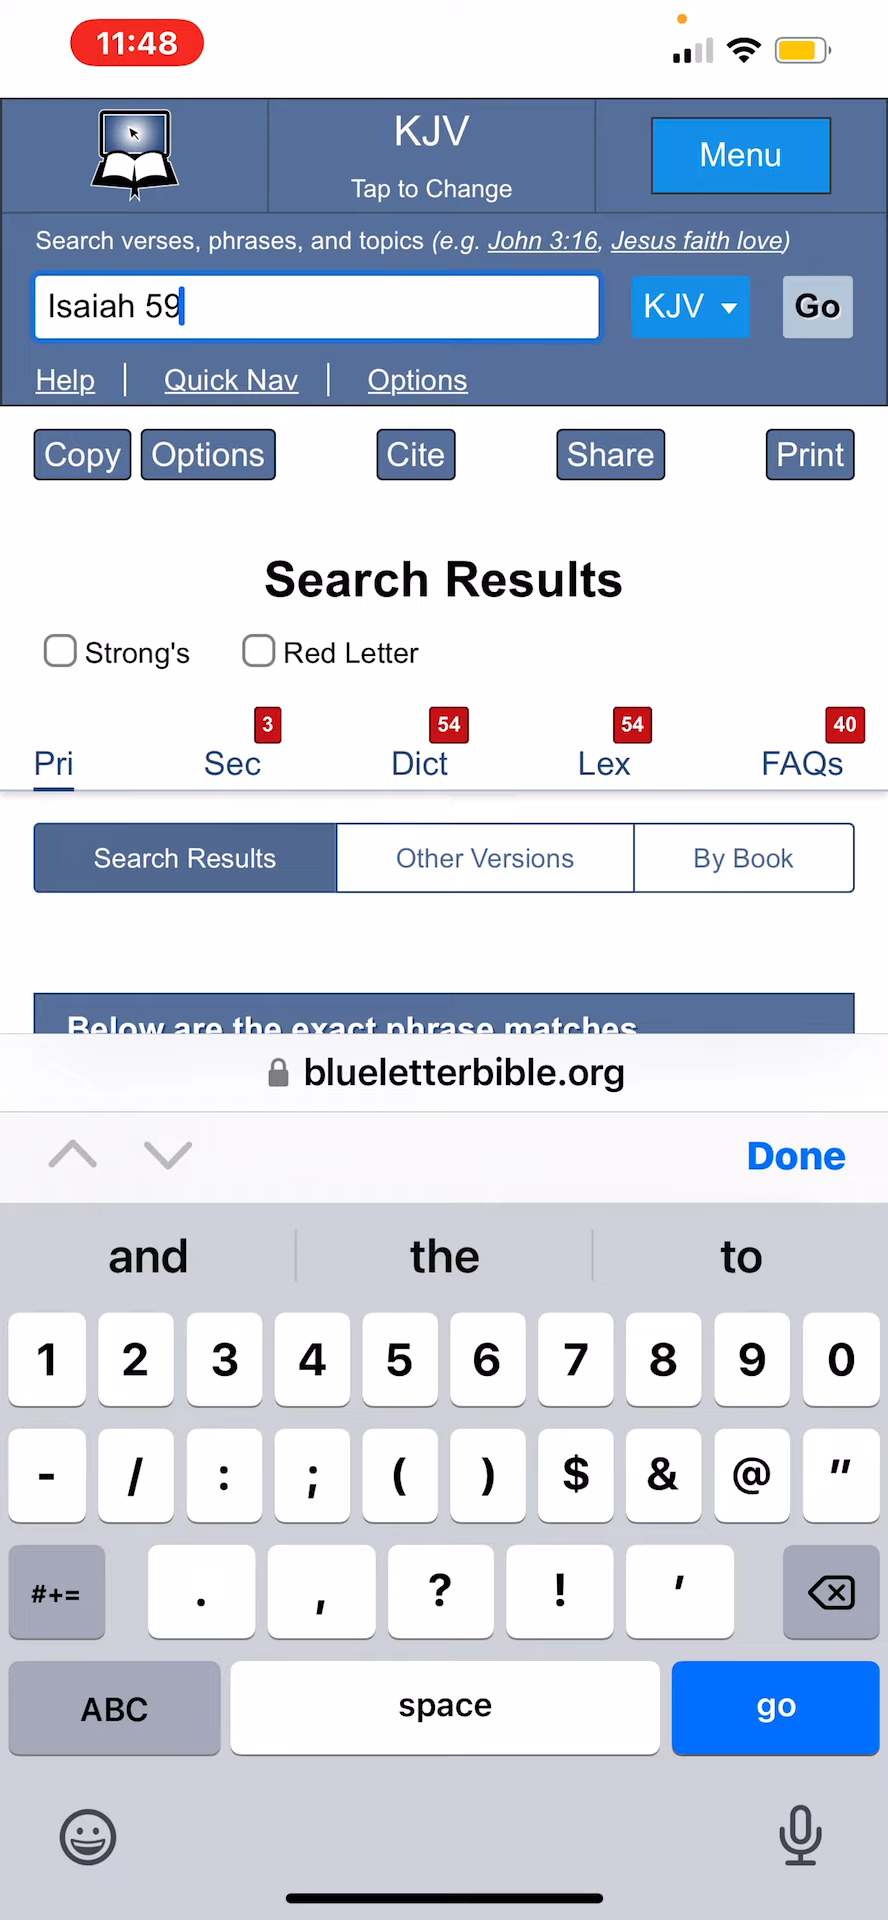 11:48
KJV
Tap to Change
Menu
Search verses, phrases, and topics (e.g. John 3:16, Jesus faith love)
Isaiah 59
KJV
Go
Help | Quick Nav | Options
Copy Options Cite Share Print
Search Results
Strong's Red Letter
3 54 54 40
Pri Sec Dict Lex FAQs
Search Results Other Versions By Book
Below are the exact phrase matches
blueletterbible.org
Done
and the to
1 2 3 4 5 6 7 8 9 0
- / : ; ( ) $ & @ "
#+= . , ? ! '
ABC space go